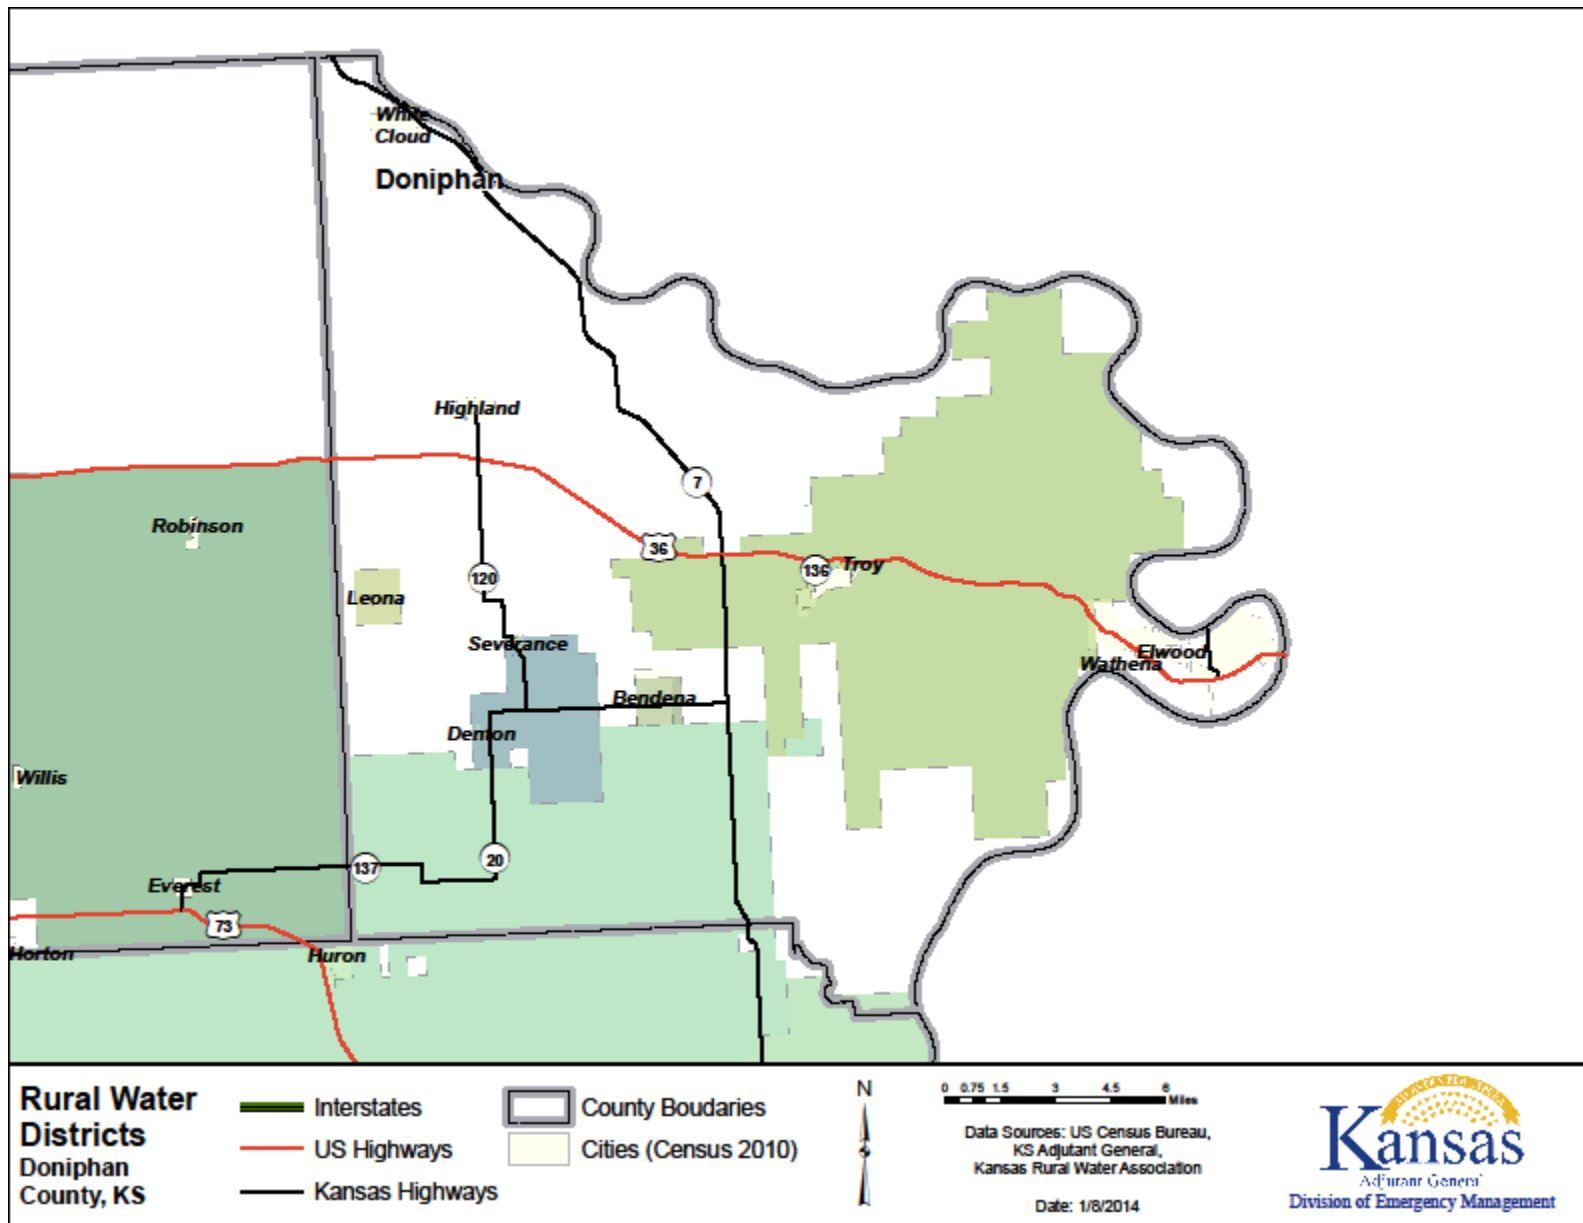 White
Cloud
Doniphan
Highland
7
36
Robinson
120
136
Troy
Leona
Severance
Elwood
Wathena
Bendena
Denton
Willis
20
137
Everest
73
Horton
Huron
Rural Water
Districts
Doniphan
County, KS
Interstates
US Highways
Kansas Highways
County Boudaries
Cities (Census 2010)
N
0 0.75 1.5 3 4.5 6
Miles
Data Sources: US Census Bureau,
KS Adjutant General,
Kansas Rural Water Association
Date: 1/8/2014
Kansas
Adjutant General
Division of Emergency Management